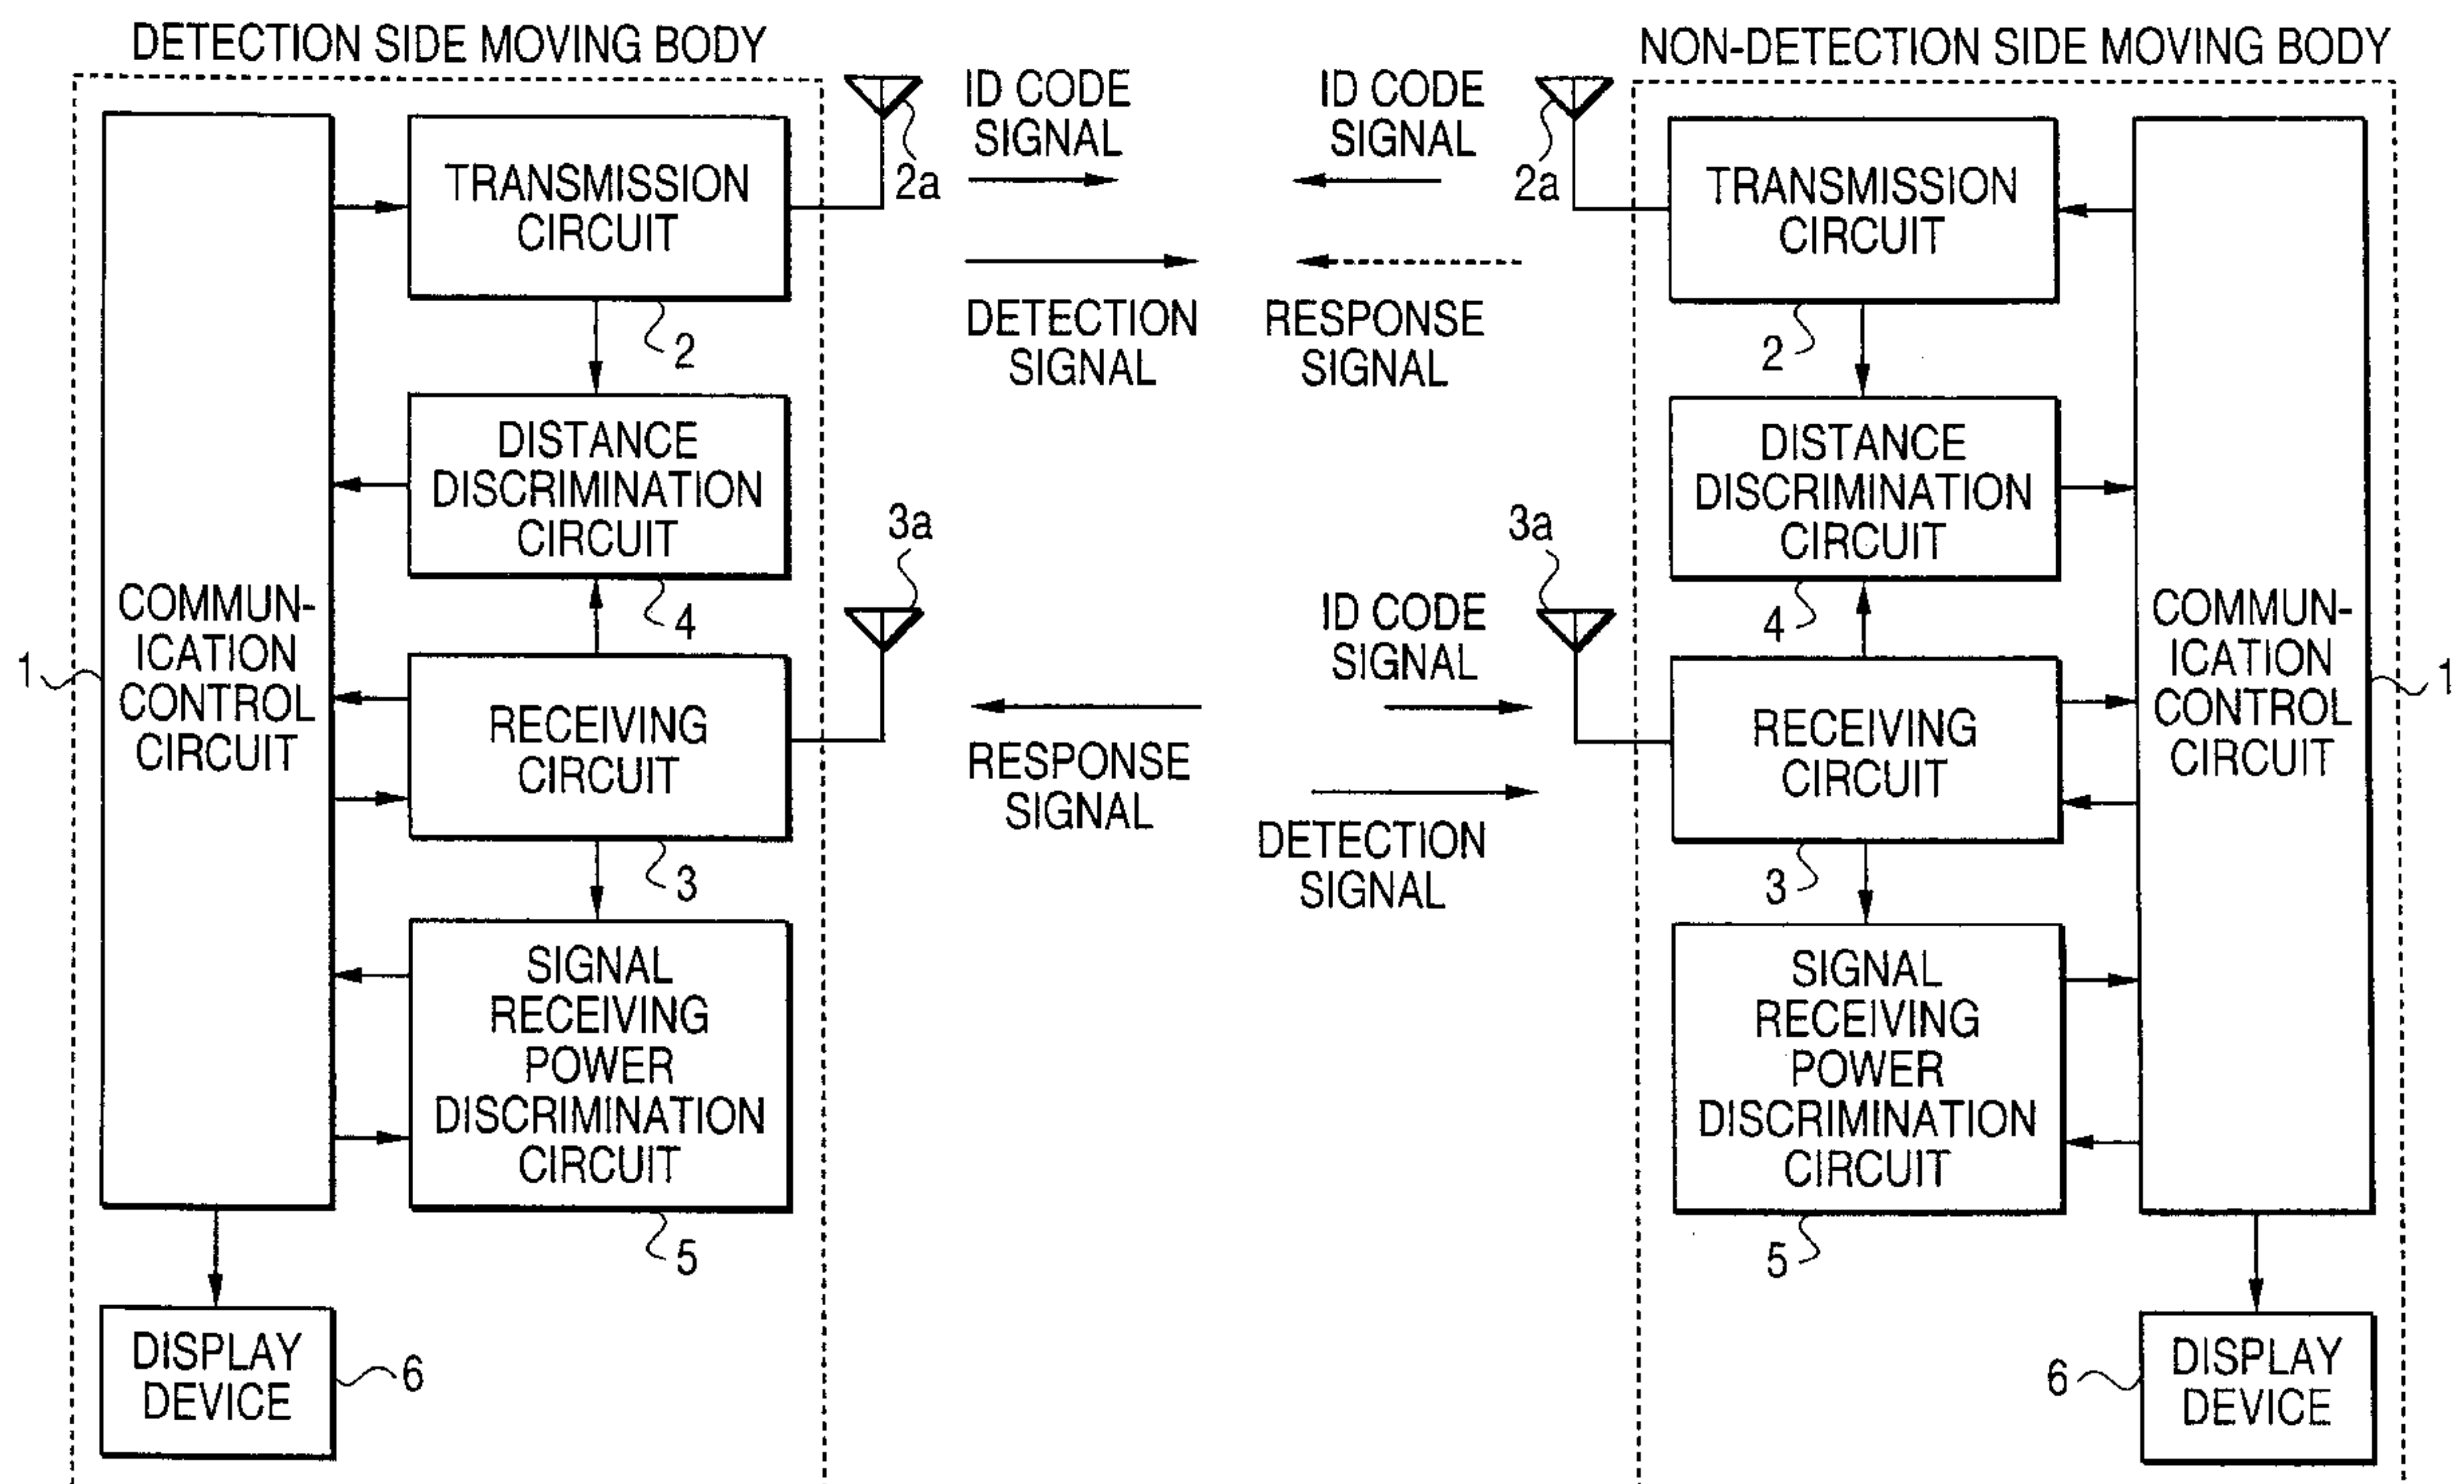 DETECTION SIDE MOVING BODY
COMMUN-
ICATION
CONTROL
CIRCUIT
1
TRANSMISSION
CIRCUIT
2
2a
DISTANCE
DISCRIMINATION
CIRCUIT
4
RECEIVING
CIRCUIT
3
3a
SIGNAL
RECEIVING
POWER
DISCRIMINATION
CIRCUIT
5
DISPLAY
DEVICE
6
ID CODE
SIGNAL
DETECTION
SIGNAL
ID CODE
SIGNAL
RESPONSE
SIGNAL
RESPONSE
SIGNAL
ID CODE
SIGNAL
DETECTION
SIGNAL
NON-DETECTION SIDE MOVING BODY
2a
TRANSMISSION
CIRCUIT
2
DISTANCE
DISCRIMINATION
CIRCUIT
4
3a
RECEIVING
CIRCUIT
3
SIGNAL
RECEIVING
POWER
DISCRIMINATION
CIRCUIT
5
COMMUN-
ICATION
CONTROL
CIRCUIT
1
DISPLAY
DEVICE
6